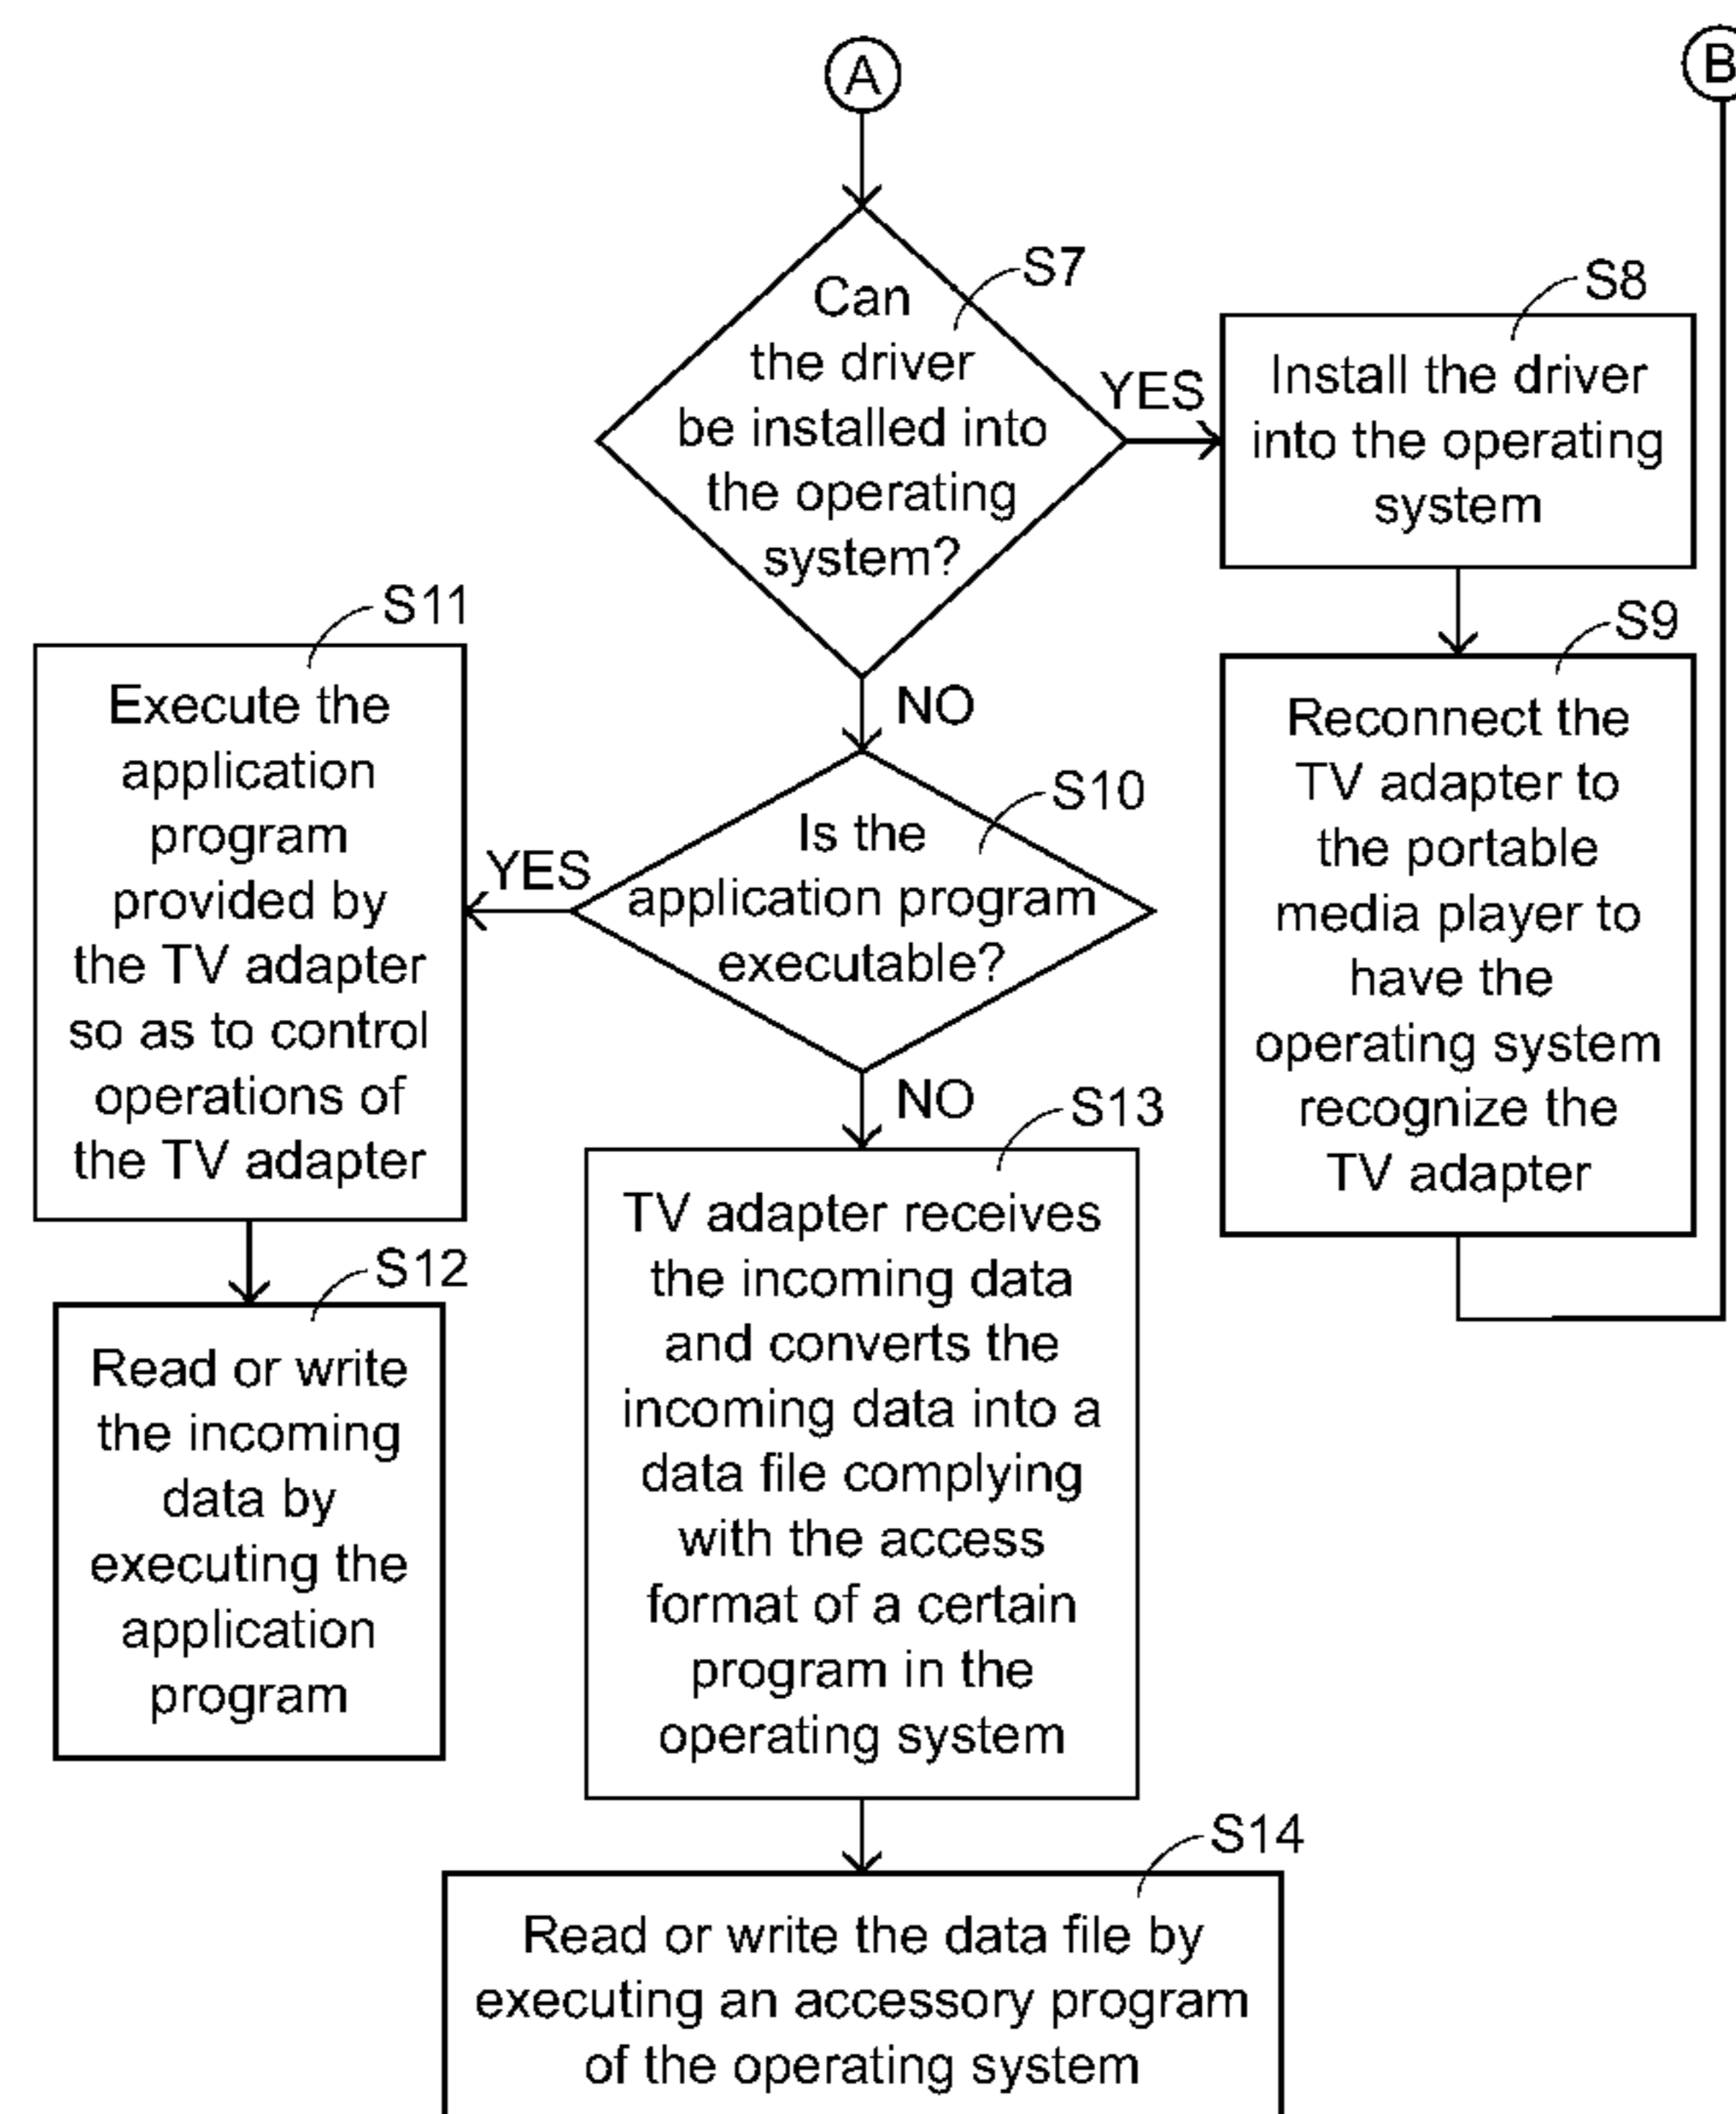 A
B
S7
Can
the driver
be installed into
the operating
system?
YES
S8
Install the driver
into the operating
system
S9
Reconnect the
TV adapter to
the portable
media player to
have the
operating system
recognize the
TV adapter
NO
S10
Is the
application program
executable?
YES
S11
Execute the
application
program
provided by
the TV adapter
so as to control
operations of
the TV adapter
S12
Read or write
the incoming
data by
executing the
application
program
NO
S13
TV adapter receives
the incoming data
and converts the
incoming data into a
data file complying
with the access
format of a certain
program in the
operating system
S14
Read or write the data file by
executing an accessory program
of the operating system